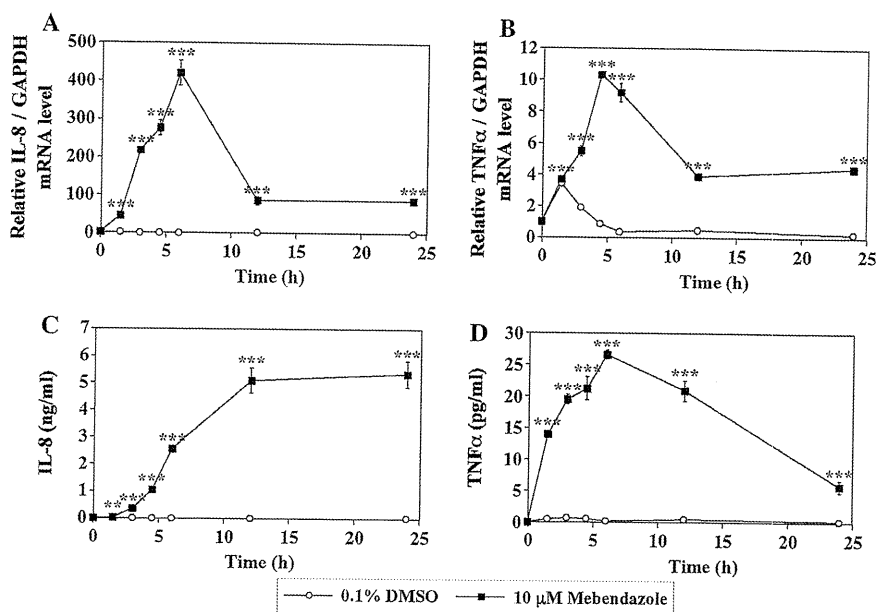 A
Relative IL-8 / GAPDH
mRNA level
500
400
300
200
100
0
***
***
***
***
***
***
0 5 10 15 20 25
Time (h)
B
Relative TNFα / GAPDH
mRNA level
12
10
8
6
4
2
0
***
***
***
***
***
***
0 5 10 15 20 25
Time (h)
C
IL-8 (ng/ml)
7
6
5
4
3
2
1
0
**
***
***
***
***
***
0 5 10 15 20 25
Time (h)
D
TNFα (pg/ml)
30
25
20
15
10
5
0
***
***
***
***
***
***
0 5 10 15 20 25
Time (h)
0.1% DMSO 10 µM Mebendazole